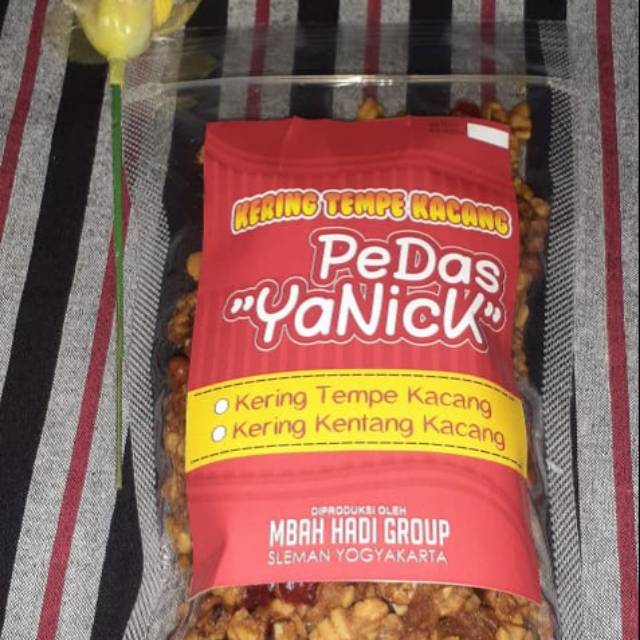 KERING TEMPE KACANG
PeDas
"YaNicK"
Kering Tempe Kacang
Kering Kentang Kacang
DIPRODUKSI OLEH
MBAH HADI GROUP
SLEMAN YOGYAKARTA